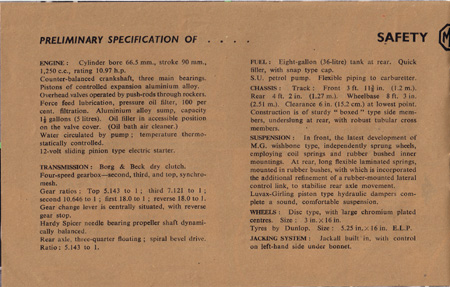 PRELIMINARY SPECIFICATION OF . . . .
ENGINE : Cylinder bore 66.5 mm., stroke 90 mm.,
1,250 c.c., rating 10.97 h.p.
Counter-balanced crankshaft, three main bearings.
Pistons of controlled expansion aluminium alloy.
Overhead valves operated by push-rods through rockers.
Force feed lubrication, pressure oil filter, 100 per
cent. filtration. Aluminium sump, capacity
1⅛ gallons (5 litres). Oil filler in accessible position
on the valve cover. (Oil bath air cleaner.)
Water circulated by pump ; temperature thermo-
statically controlled.
12-volt sliding pinion type electric starter.
TRANSMISSION : Borg & Beck dry clutch.
Four-speed gearbox—second, third, and top, synchro-
mesh.
Gear ratios : Top 5.143 to 1 ; third 7.121 to 1 ;
second 10.646 to 1 ; first 18.0 to 1 ; reverse 18.0 to 1.
Gear change lever is centrally situated, with reverse
gear stop.
Hardy Spicer needle bearing propeller shaft dynami-
cally balanced.
Rear axle, three-quarter floating ; spiral bevel drive.
Ratio : 5.143 to 1.
SAFETY MG
FUEL : Eight-gallon (36-litre) tank at rear. Quick
filler, with snap type cap.
S.U. petrol pump. Flexible piping to carburetter.
CHASSIS : Track : Front 3 ft. 11⅜ in. (1.2 m.).
Rear 4 ft. 2 in. (1.27 m.). Wheelbase 8 ft. 3 in.
(2.51 m.). Clearance 6 in. (15.2 cm.) at lowest point.
Construction is of sturdy " boxed " type side mem-
bers, underslung at rear, with robust tubular cross
members.
SUSPENSION : In front, the latest development of
M.G. wishbone type, independently sprung wheels,
employing coil springs and rubber bushed inner
mountings. At rear, long flexible laminated springs,
mounted in rubber bushes, with which is incorporated
the additional refinement of a rubber-mounted lateral
control link, to stabilise rear axle movement.
Luvax-Girling piston type hydraulic dampers com-
plete a sound, comfortable suspension.
WHEELS : Disc type, with large chromium plated
centres. Size : 3 in. × 16 in.
Tyres by Dunlop. Size : 5.25 in. × 16 in. E.L.P.
JACKING SYSTEM : Jackall built in, with control
on left-hand side under bonnet.